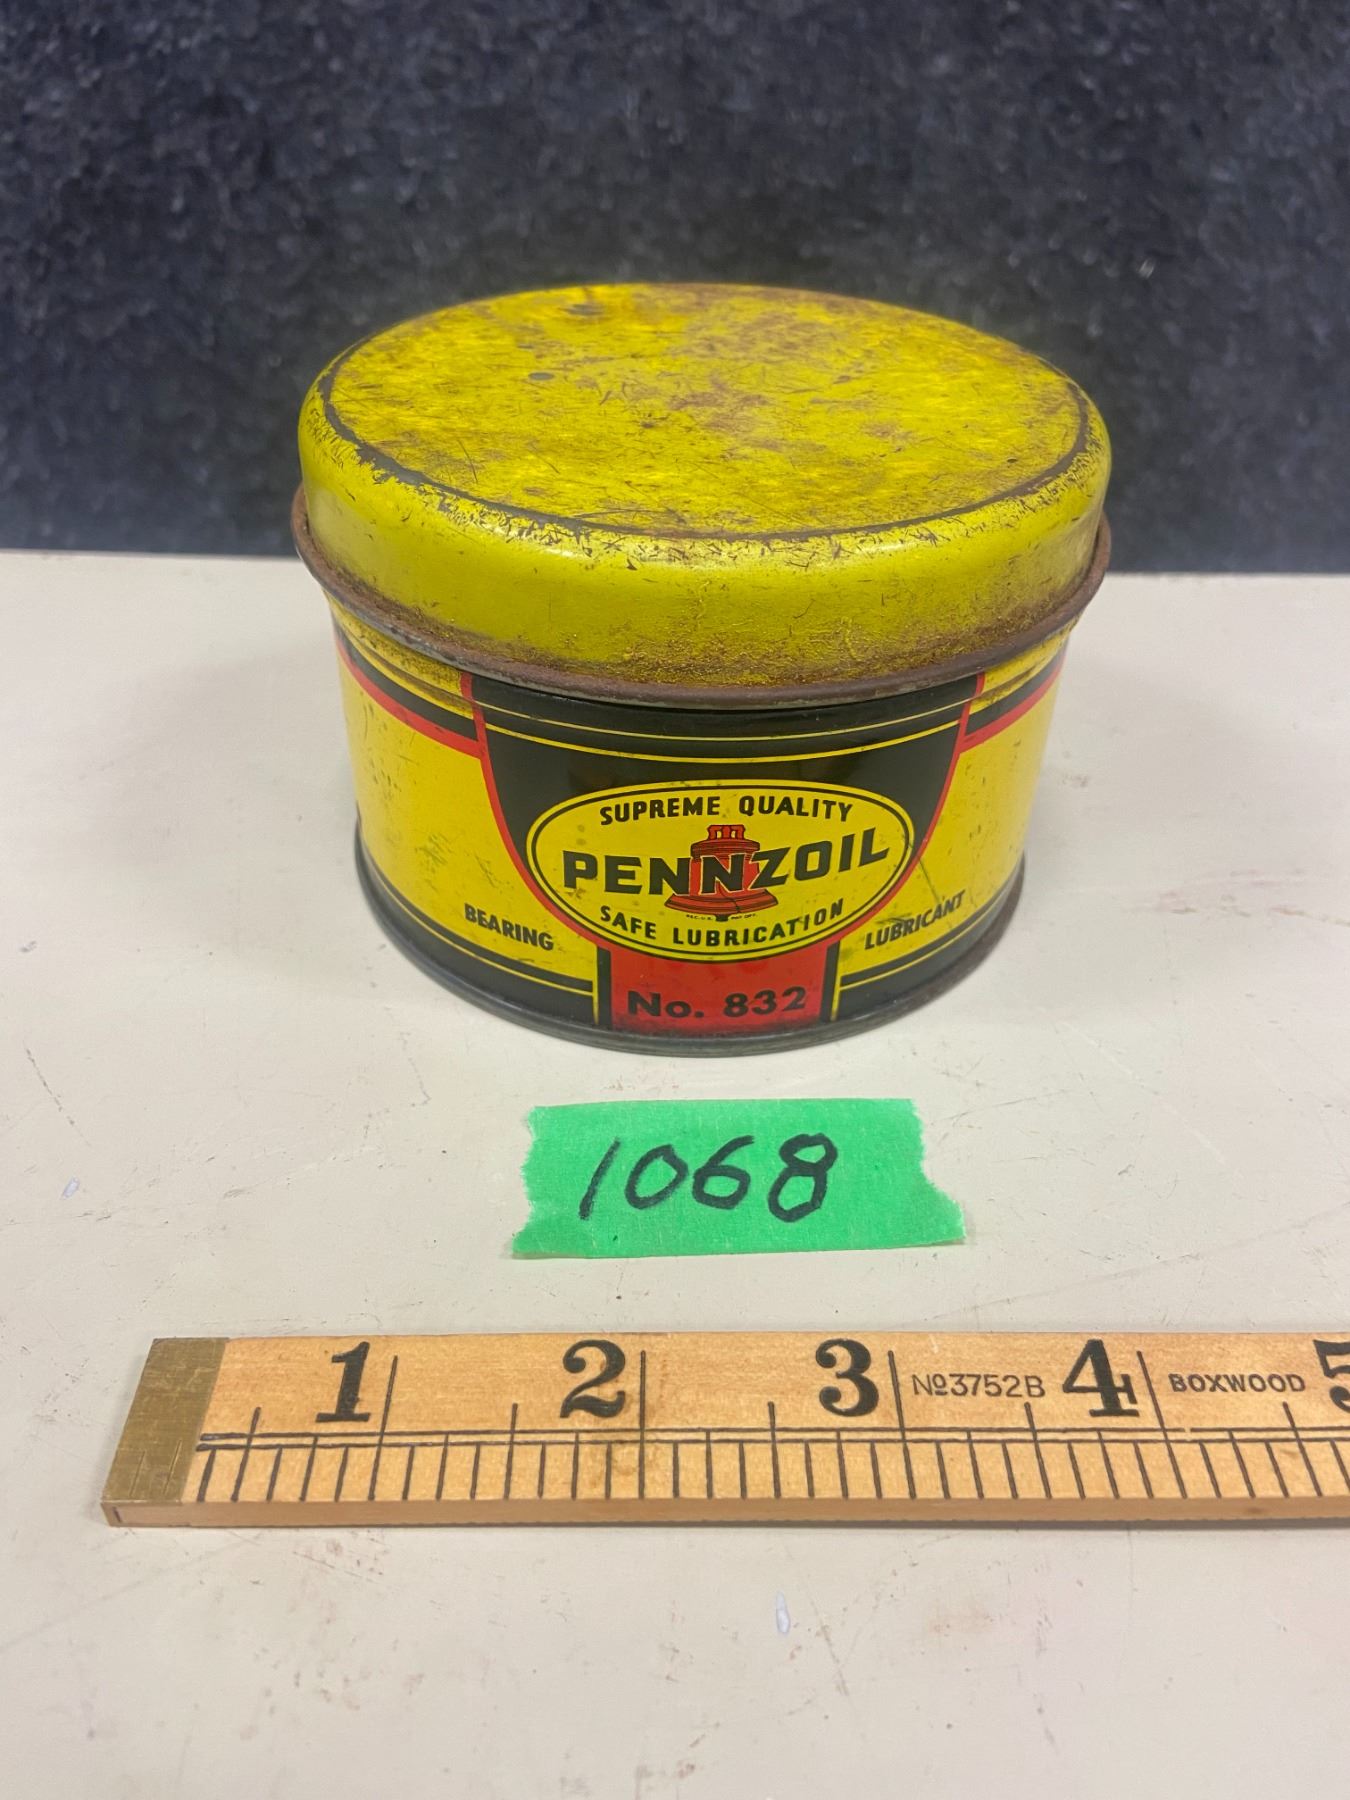 SUPREME QUALITY
PENNZOIL
SAFE LUBRICATION
BEARING
LUBRICANT
No. 832
1068
1 2 3 Nº3752B 4 BOXWOOD 5